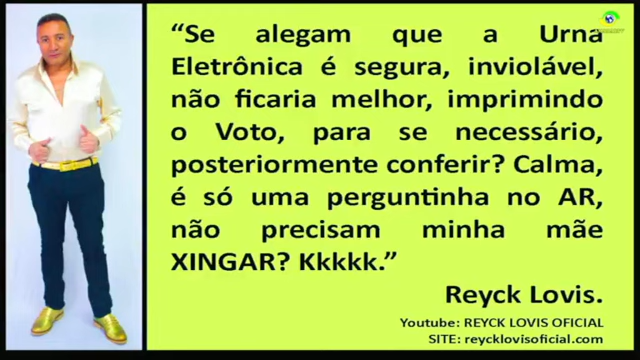 “Se alegam que a Urna
Eletrônica é segura, inviolável,
não ficaria melhor, imprimindo
o Voto, para se necessário,
posteriormente conferir? Calma,
é só uma perguntinha no AR,
não precisam minha mãe
XINGAR? Kkkkk.”
Reyck Lovis.
Youtube: REYCK LOVIS OFICIAL
SITE: reycklovisoficial.com